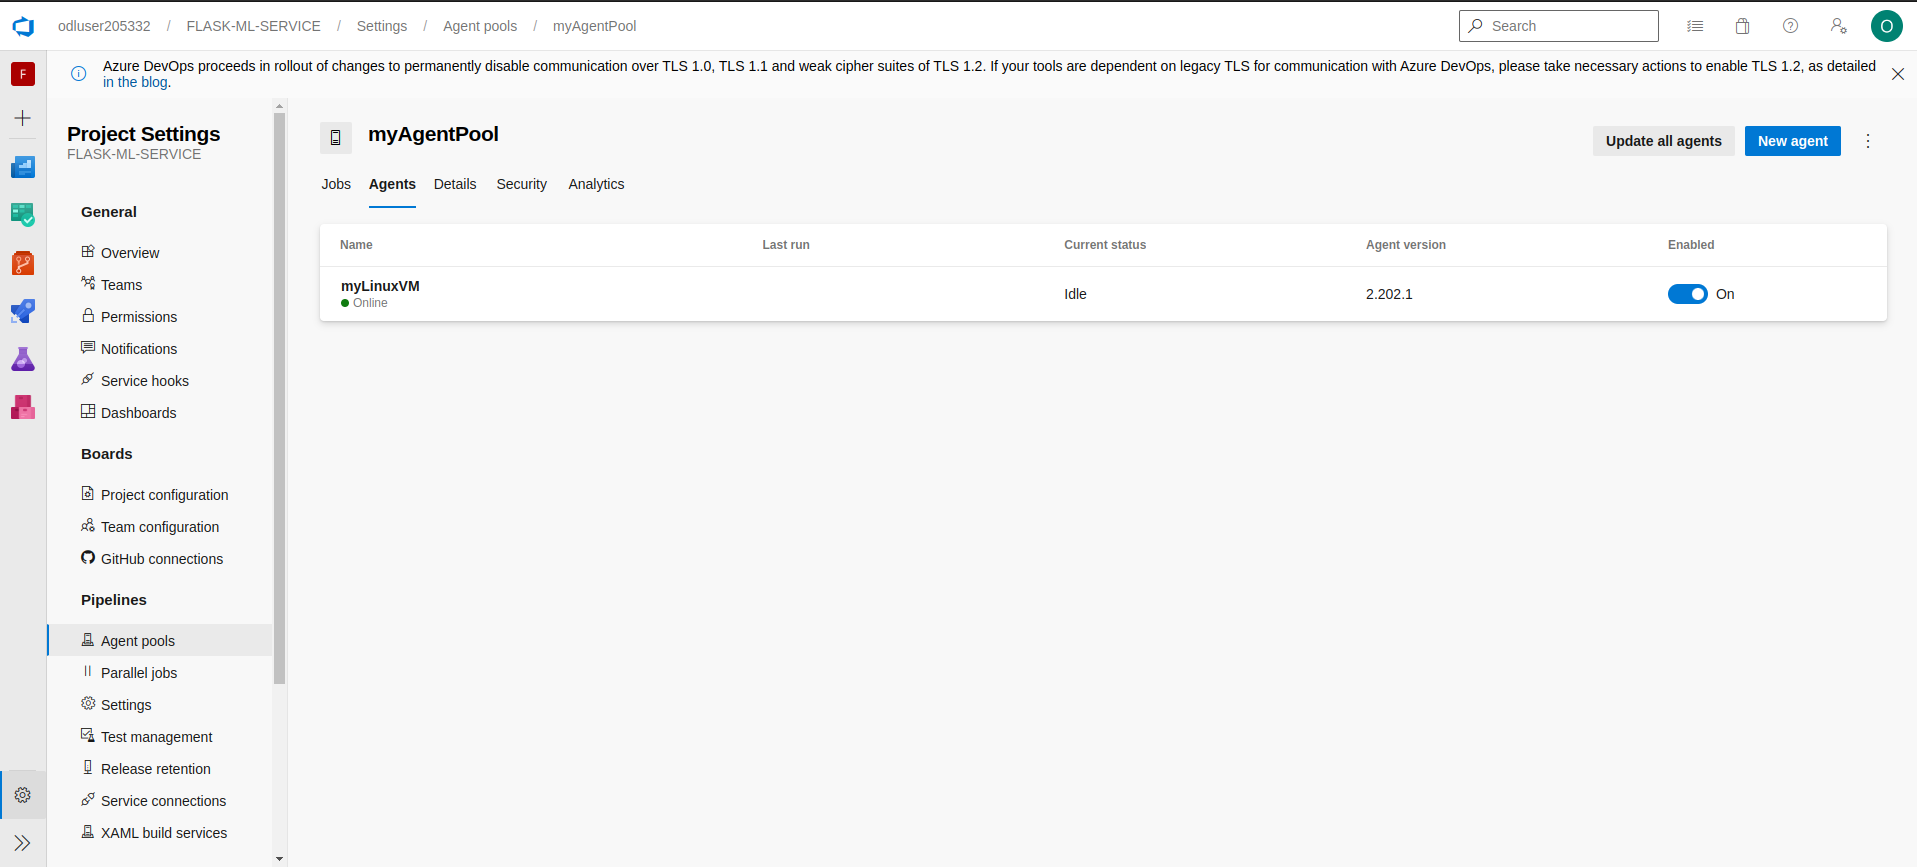 odluser205332 / FLASK-ML-SERVICE / Settings / Agent pools / myAgentPool
Search
O
F
Azure DevOps proceeds in rollout of changes to permanently disable communication over TLS 1.0, TLS 1.1 and weak cipher suites of TLS 1.2. If your tools are dependent on legacy TLS for communication with Azure DevOps, please take necessary actions to enable TLS 1.2, as detailed
in the blog.
Project Settings
FLASK-ML-SERVICE
General
Overview
Teams
Permissions
Notifications
Service hooks
Dashboards
Boards
Project configuration
Team configuration
GitHub connections
Pipelines
Agent pools
Parallel jobs
Settings
Test management
Release retention
Service connections
XAML build services
myAgentPool
Update all agents
New agent
Jobs Agents Details Security Analytics
Name Last run Current status Agent version Enabled
myLinuxVM
Online
Idle 2.202.1 On